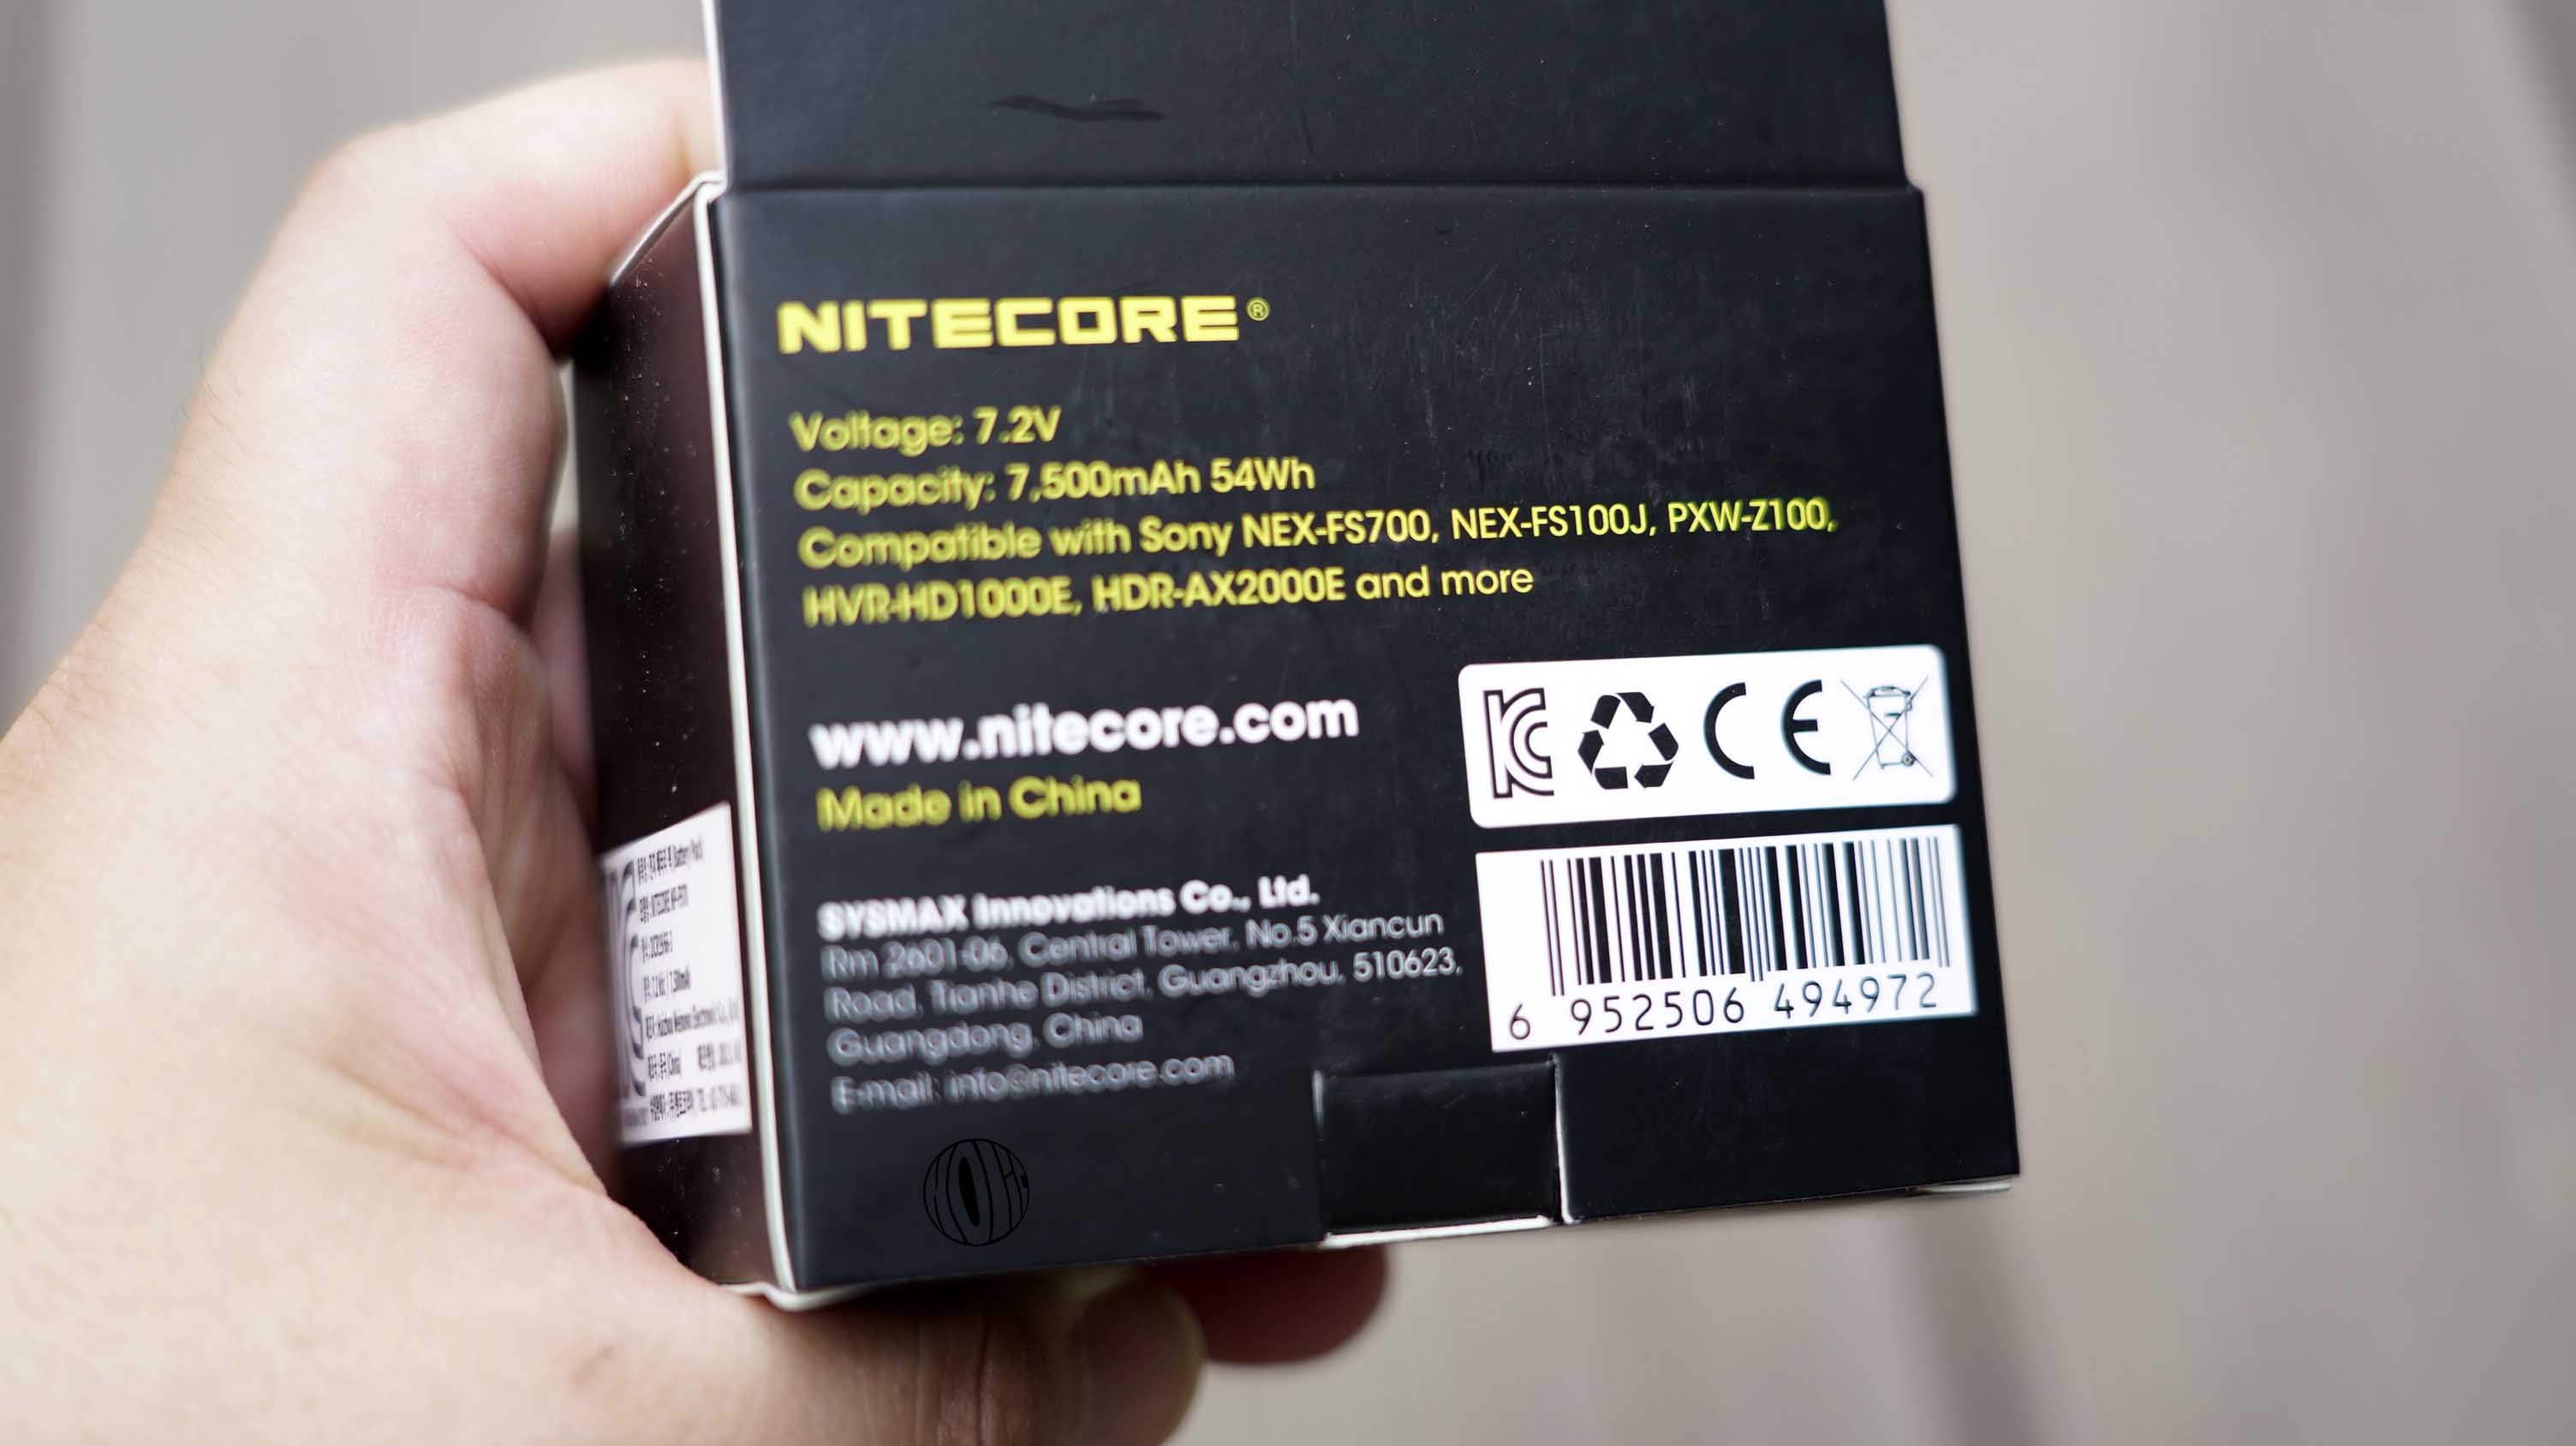 NITECORE®
Voltage: 7.2V
Capacity: 7,500mAh 54Wh
Compatible with Sony NEX-FS700, NEX-FS100J, PXW-Z100,
HVR-HD1000E, HDR-AX2000E and more
www.nitecore.com
Made in China
SYSMAX Innovations Co., Ltd.
Rm 2601-06, Central Tower, No.5 Xiancun
Road, Tianhe District, Guangzhou, 510623,
Guangdong, China
E-mail: info@nitecore.com
CE
6 952506 494972